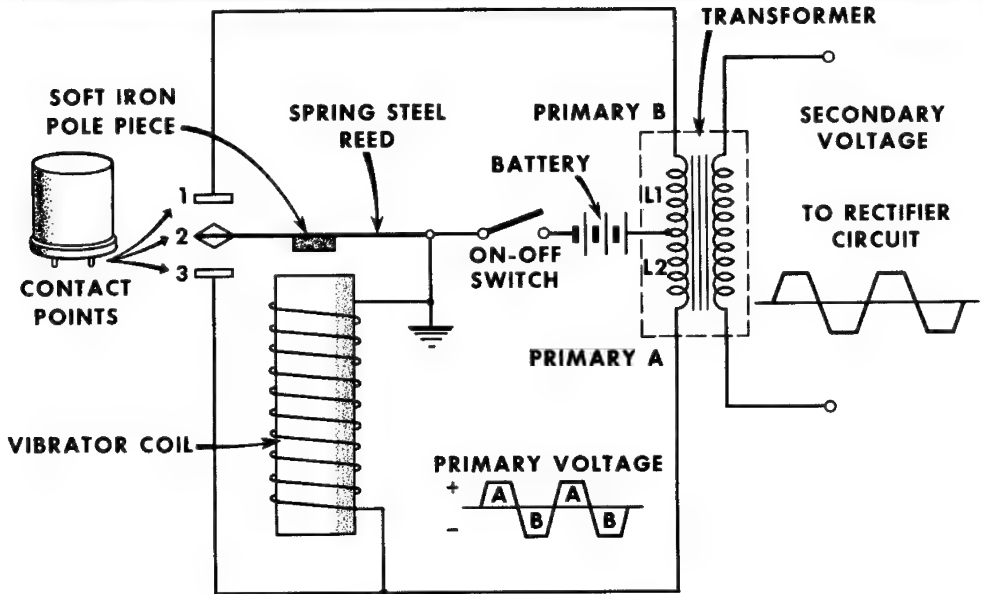 TRANSFORMER
SOFT IRON
POLE PIECE
SPRING STEEL
REED
PRIMARY B
BATTERY
SECONDARY
VOLTAGE
1
2
3
L1
L2
ON-OFF
SWITCH
TO RECTIFIER
CIRCUIT
CONTACT
POINTS
PRIMARY A
VIBRATOR COIL
PRIMARY VOLTAGE
+
−
A
A
B
B